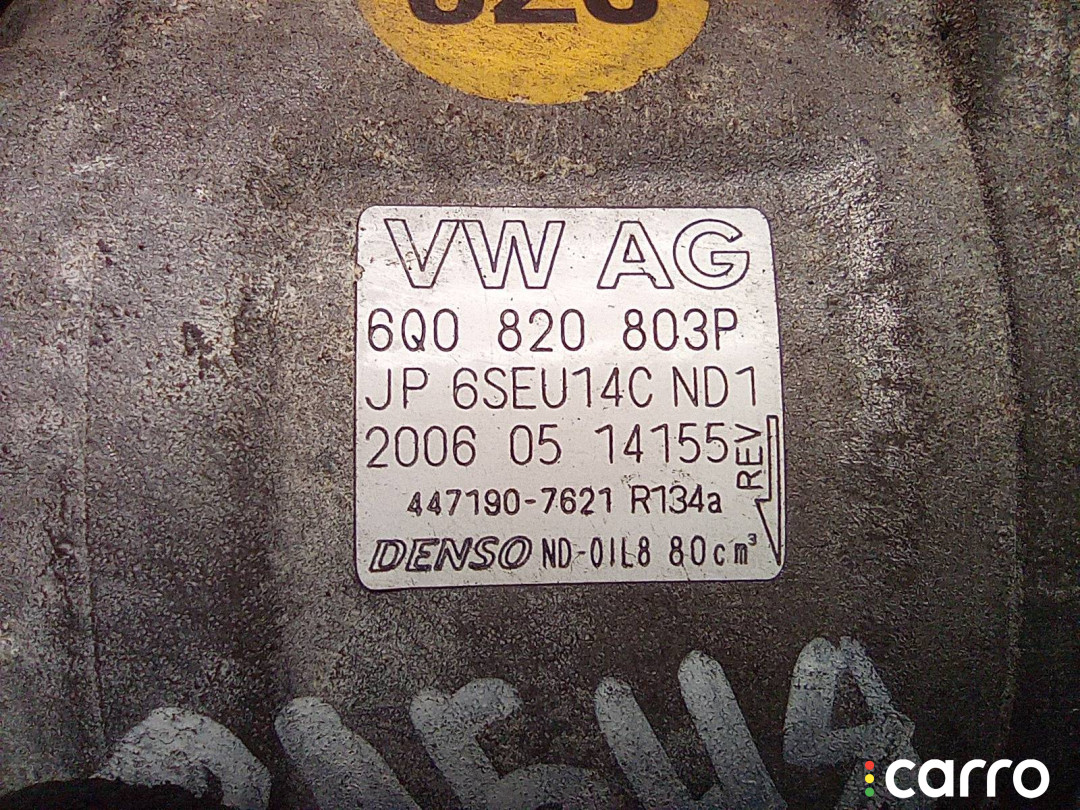 VW AG
6Q0 820 803P
JP 6SEU14C ND1
2006 05 14155
REV
447190-7621 R134a
DENSO ND-OIL8 80cm³
carro